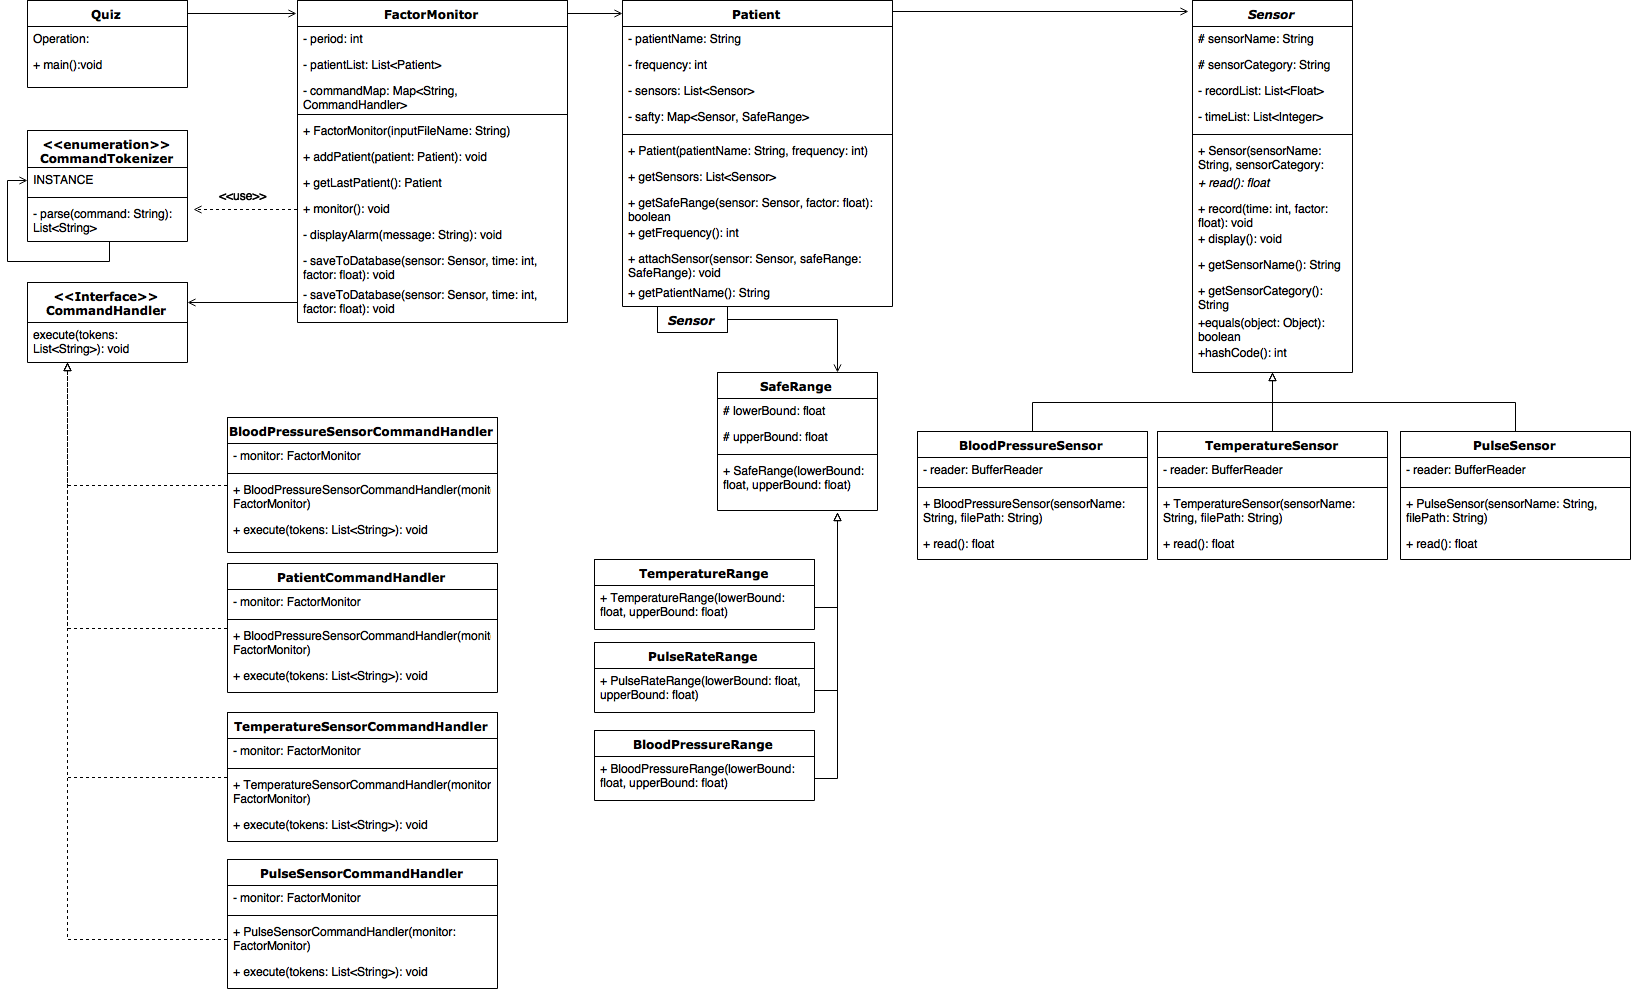 Quiz
Operation:
+ main():void
FactorMonitor
- period: int
- patientList: List<Patient>
- commandMap: Map<String,
CommandHandler>
+ FactorMonitor(inputFileName: String)
+ addPatient(patient: Patient): void
+ getLastPatient(): Patient
+ monitor(): void
- displayAlarm(message: String): void
- saveToDatabase(sensor: Sensor, time: int,
factor: float): void
- saveToDatabase(sensor: Sensor, time: int,
factor: float): void
Patient
- patientName: String
- frequency: int
- sensors: List<Sensor>
- safty: Map<Sensor, SafeRange>
+ Patient(patientName: String, frequency: int)
+ getSensors: List<Sensor>
+ getSafeRange(sensor: Sensor, factor: float):
boolean
+ getFrequency(): int
+ attachSensor(sensor: Sensor, safeRange:
SafeRange): void
+ getPatientName(): String
Sensor
Sensor
# sensorName: String
# sensorCategory: String
- recordList: List<Float>
- timeList: List<Integer>
+ Sensor(sensorName:
String, sensorCategory:
+ read(): float
+ record(time: int, factor:
float): void
+ display(): void
+ getSensorName(): String
+ getSensorCategory():
String
+equals(object: Object):
boolean
+hashCode(): int
<<enumeration>>
CommandTokenizer
INSTANCE
- parse(command: String):
List<String>
<<use>>
<<Interface>>
CommandHandler
execute(tokens:
List<String>): void
SafeRange
# lowerBound: float
# upperBound: float
+ SafeRange(lowerBound:
float, upperBound: float)
BloodPressureSensorCommandHandler
- monitor: FactorMonitor
+ BloodPressureSensorCommandHandler(monit
FactorMonitor)
+ execute(tokens: List<String>): void
PatientCommandHandler
- monitor: FactorMonitor
+ BloodPressureSensorCommandHandler(monit
FactorMonitor)
+ execute(tokens: List<String>): void
TemperatureSensorCommandHandler
- monitor: FactorMonitor
+ TemperatureSensorCommandHandler(monitor
FactorMonitor)
+ execute(tokens: List<String>): void
PulseSensorCommandHandler
- monitor: FactorMonitor
+ PulseSensorCommandHandler(monitor:
FactorMonitor)
+ execute(tokens: List<String>): void
TemperatureRange
+ TemperatureRange(lowerBound:
float, upperBound: float)
PulseRateRange
+ PulseRateRange(lowerBound: float,
upperBound: float)
BloodPressureRange
+ BloodPressureRange(lowerBound:
float, upperBound: float)
BloodPressureSensor
- reader: BufferReader
+ BloodPressureSensor(sensorName:
String, filePath: String)
+ read(): float
TemperatureSensor
- reader: BufferReader
+ TemperatureSensor(sensorName:
String, filePath: String)
+ read(): float
PulseSensor
- reader: BufferReader
+ PulseSensor(sensorName: String,
filePath: String)
+ read(): float